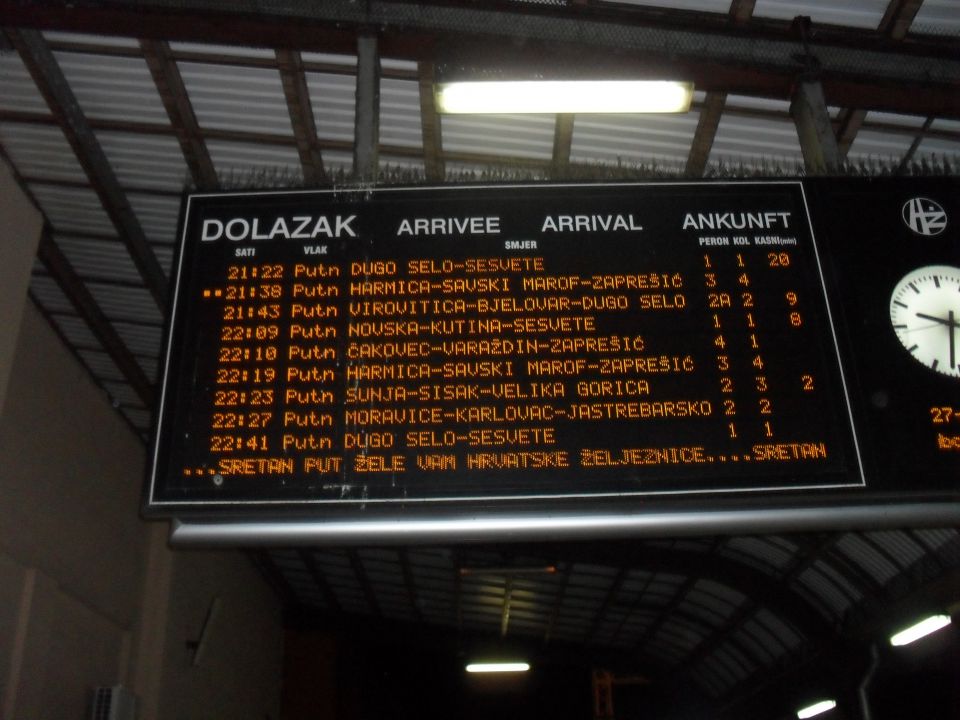 DOLAZAK ARRIVEE ARRIVAL ANKUNFT
SATI VLAK SMJER PERON KOL KASNI(min)
21:22 Putn DUGO SELO-SESVETE 1 1 20
21:38 Putn HARMICA-SAVSKI MAROF-ZAPREŠIĆ 3 4
21:43 Putn VIROVITICA-BJELOVAR-DUGO SELO 2A 2 9
22:09 Putn NOVSKA-KUTINA-SESVETE 1 1 8
22:10 Putn ČAKOVEC-VARAŽDIN-ZAPREŠIĆ 4 1
22:19 Putn HARMICA-SAVSKI MAROF-ZAPREŠIĆ 3 4
22:23 Putn SUNJA-SISAK-VELIKA GORICA 2 3 2
22:27 Putn MORAVICE-KARLOVAC-JASTREBARSKO 2 2
22:41 Putn DUGO SELO-SESVETE 1 1
...SRETAN PUT ŽELE VAM HRVATSKE ŽELJEZNICE....SRETAN
HŽ
27-